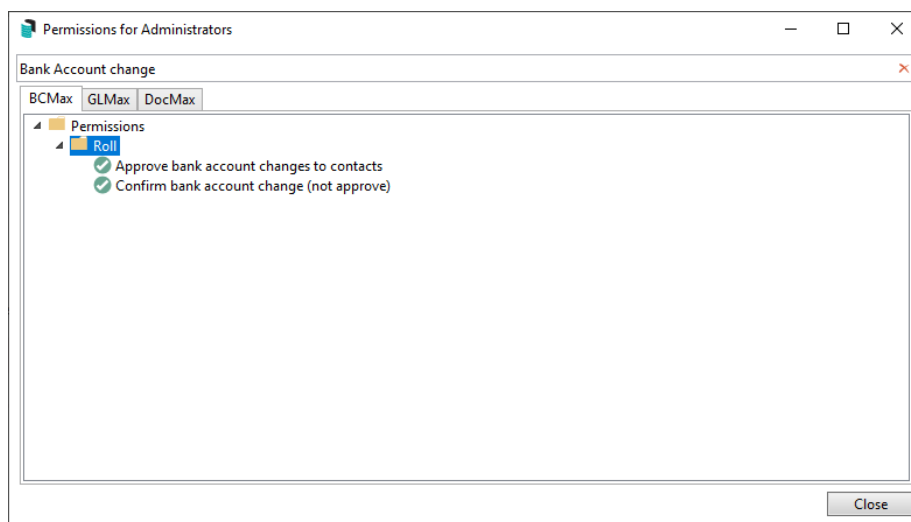 Permissions for Administrators
Bank Account change
BCMax GLMax DocMax
Permissions
Roll
Approve bank account changes to contacts
Confirm bank account change (not approve)
Close